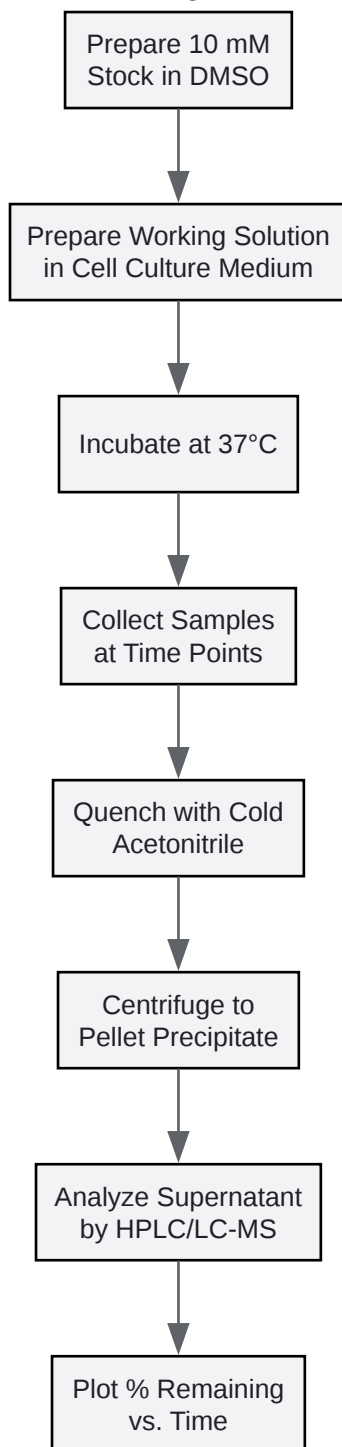 Prepare 10 mM
Stock in DMSO
Prepare Working Solution
in Cell Culture Medium
Incubate at 37°C
Collect Samples
at Time Points
Quench with Cold
Acetonitrile
Centrifuge to
Pellet Precipitate
Analyze Supernatant
by HPLC/LC-MS
Plot % Remaining
vs. Time